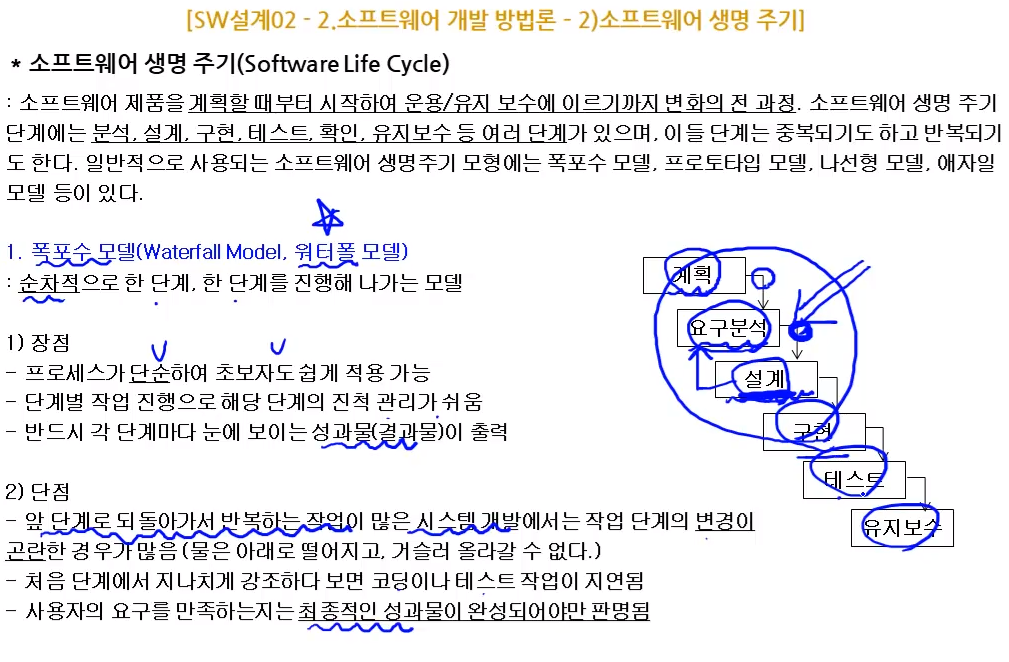 [SW설계02 - 2.소프트웨어 개발 방법론 - 2)소프트웨어 생명 주기]
* 소프트웨어 생명 주기(Software Life Cycle)
: 소프트웨어 제품을 계획할 때부터 시작하여 운용/유지 보수에 이르기까지 변화의 전 과정. 소프트웨어 생명 주기
단계에는 분석, 설계, 구현, 테스트, 확인, 유지보수 등 여러 단계가 있으며, 이들 단계는 중복되기도 하고 반복되기
도 한다. 일반적으로 사용되는 소프트웨어 생명주기 모형에는 폭포수 모델, 프로토타입 모델, 나선형 모델, 애자일
모델 등이 있다.
1. 폭포수 모델(Waterfall Model, 워터폴 모델)
: 순차적으로 한 단계, 한 단계를 진행해 나가는 모델
1) 장점
- 프로세스가 단순하여 초보자도 쉽게 적용 가능
- 단계별 작업 진행으로 해당 단계의 진척 관리가 쉬움
- 반드시 각 단계마다 눈에 보이는 성과물(결과물)이 출력
2) 단점
- 앞 단계로 되돌아가서 반복하는 작업이 많은 시스템 개발에서는 작업 단계의 변경이
곤란한 경우가 많음 (물은 아래로 떨어지고, 거슬러 올라갈 수 없다.)
- 처음 단계에서 지나치게 강조하다 보면 코딩이나 테스트 작업이 지연됨
- 사용자의 요구를 만족하는지는 최종적인 성과물이 완성되어야만 판명됨
계획
요구분석
설계
구현
테스트
유지보수